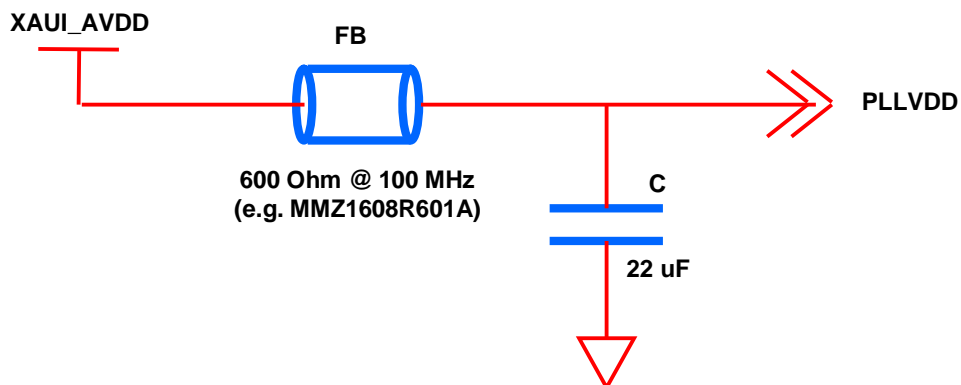 XAUI_AVDD
FB
PLLVDD
600 Ohm @ 100 MHz
(e.g. MMZ1608R601A)
C
22 uF